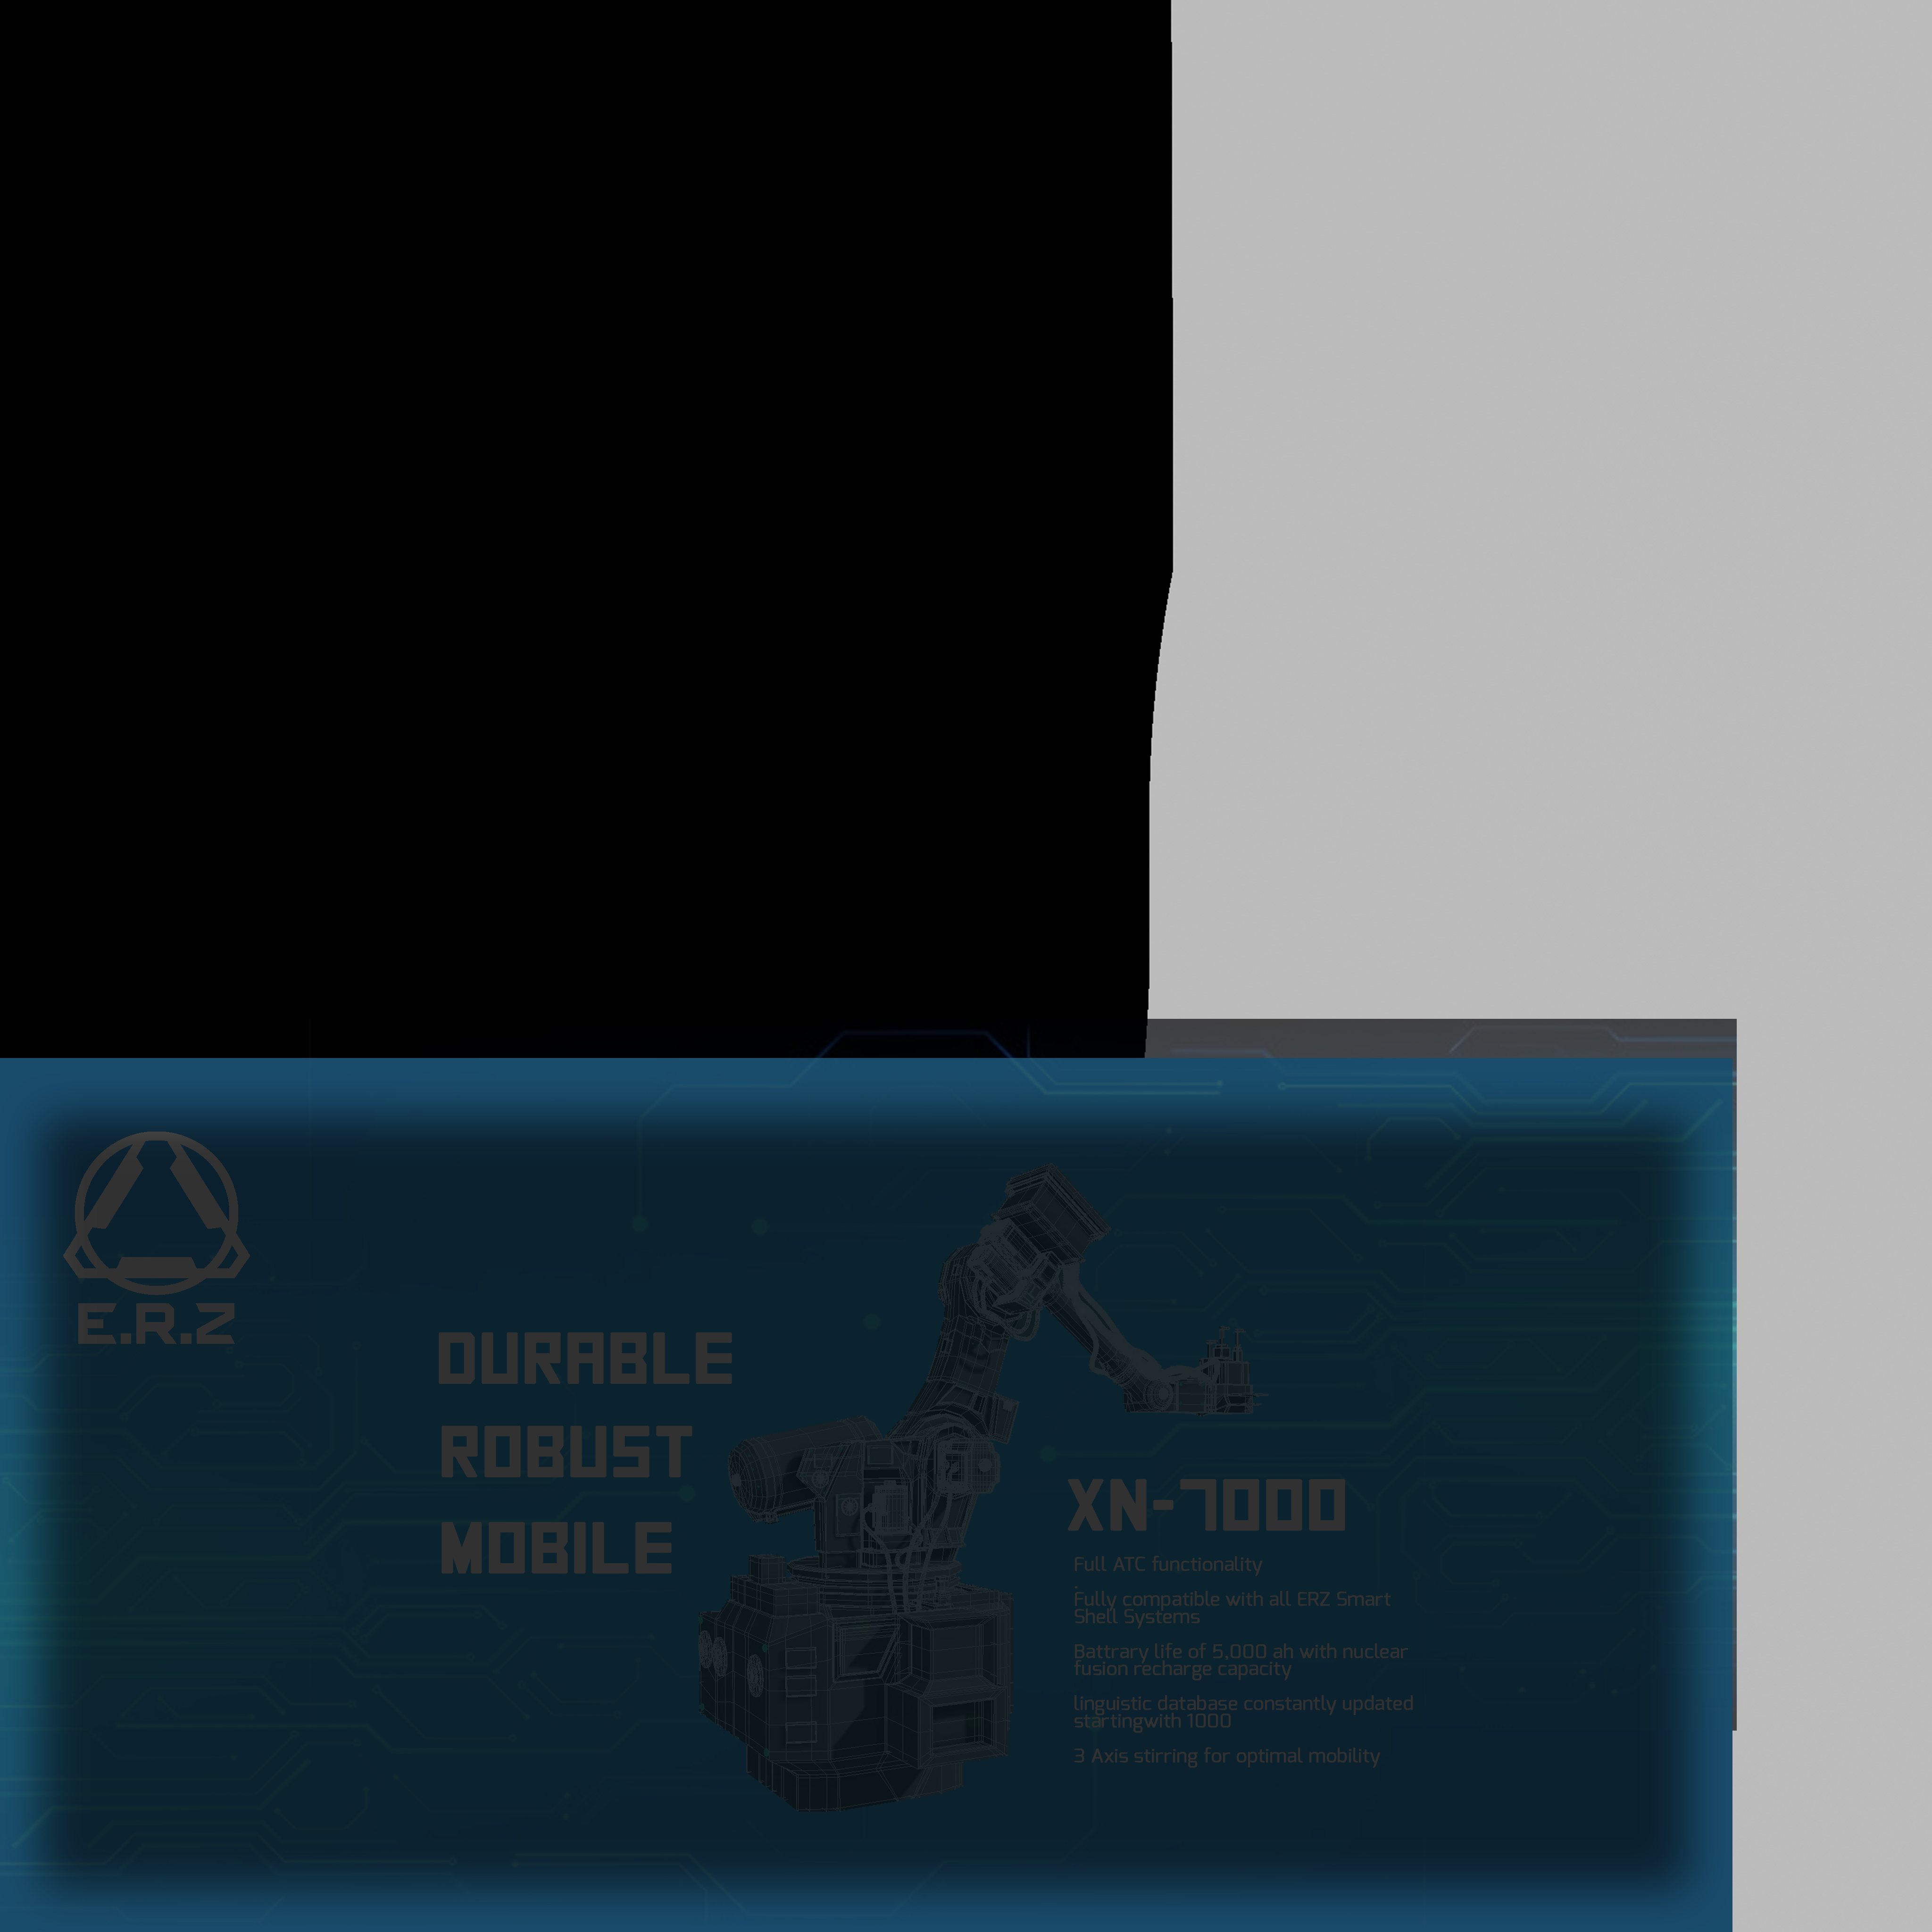 E.R.Z
DURABLE
ROBUST
MOBILE
XN-7000
Full ATC functionality
.
Fully compatible with all ERZ Smart
Shell Systems
Battrary life of 5,000 ah with nuclear
fusion recharge capacity
linguistic database constantly updated
startingwith 1000
3 Axis stirring for optimal mobility